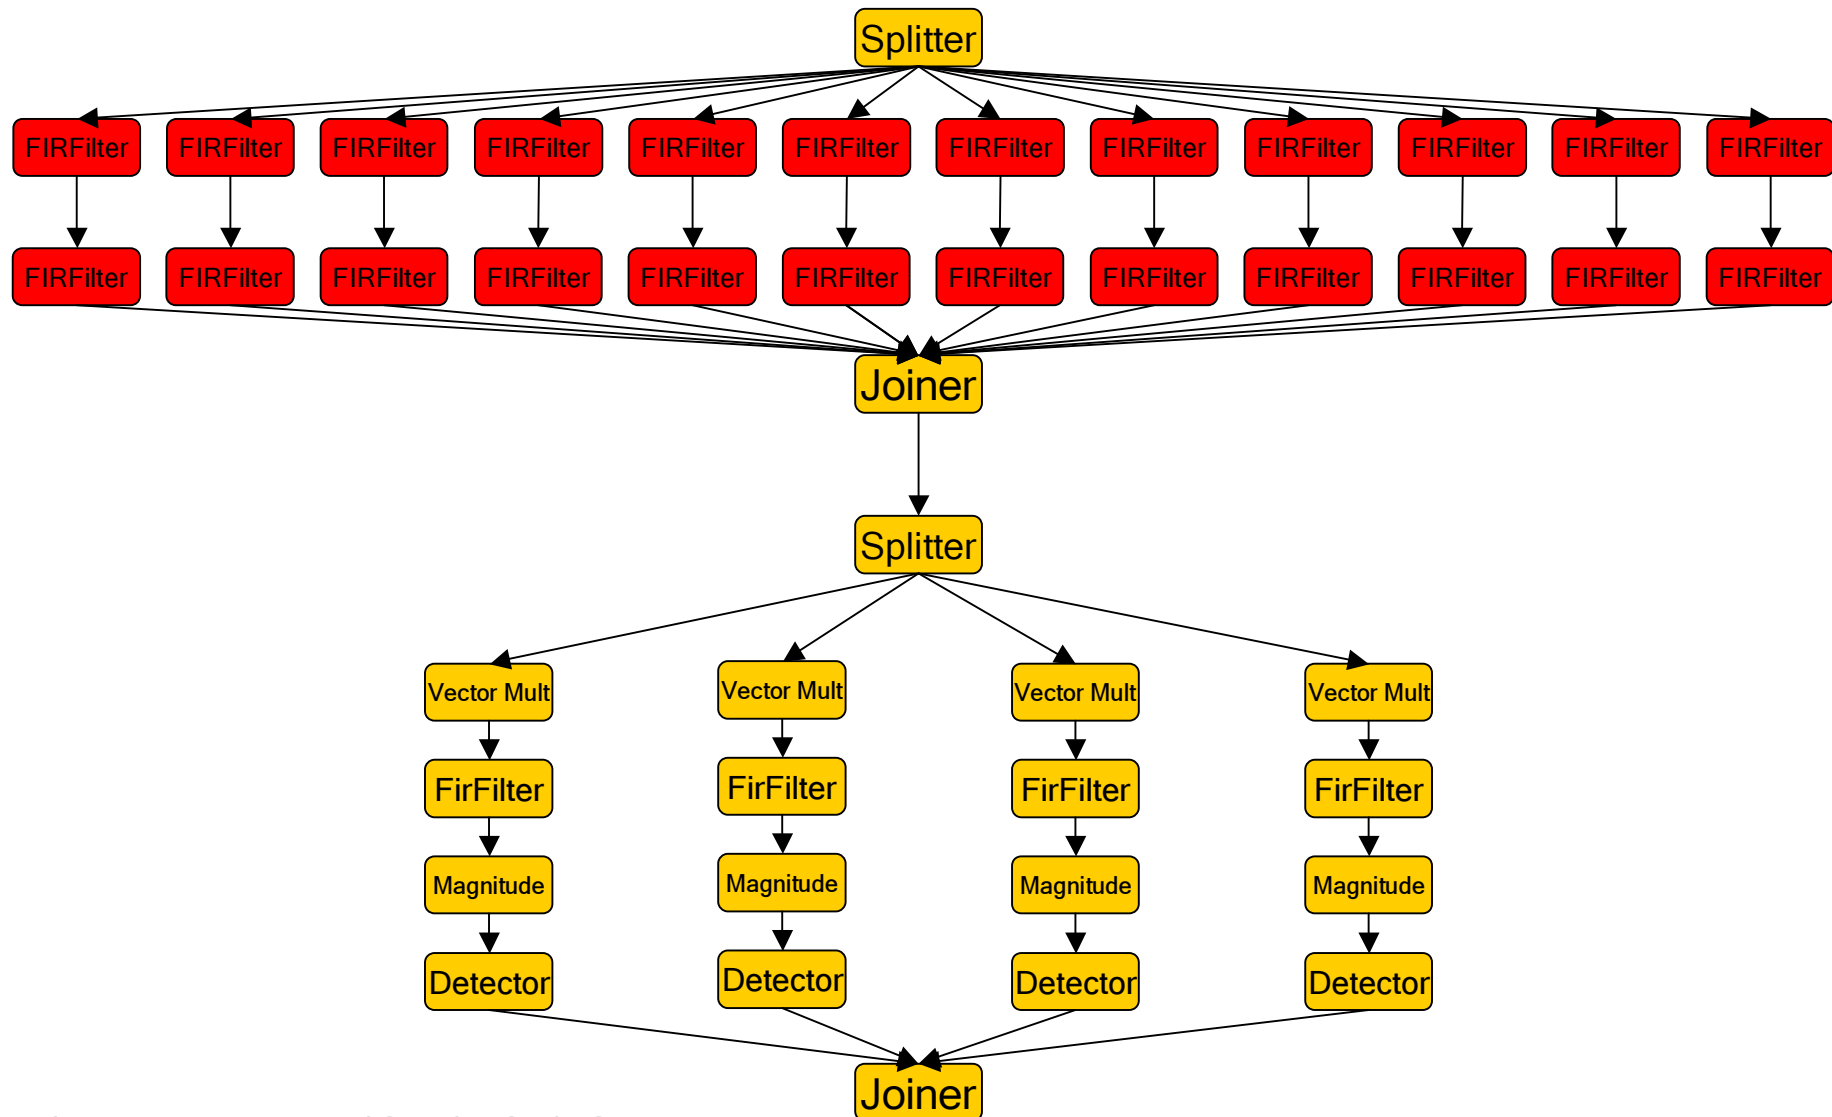 Splitter
FIRFilter FIRFilter FIRFilter FIRFilter FIRFilter FIRFilter FIRFilter FIRFilter FIRFilter FIRFilter FIRFilter FIRFilter
FIRFilter FIRFilter FIRFilter FIRFilter FIRFilter FIRFilter FIRFilter FIRFilter FIRFilter FIRFilter FIRFilter FIRFilter
Joiner
Splitter
Vector Mult Vector Mult Vector Mult Vector Mult
FirFilter FirFilter FirFilter FirFilter
Magnitude Magnitude Magnitude Magnitude
Detector Detector Detector Detector
Joiner